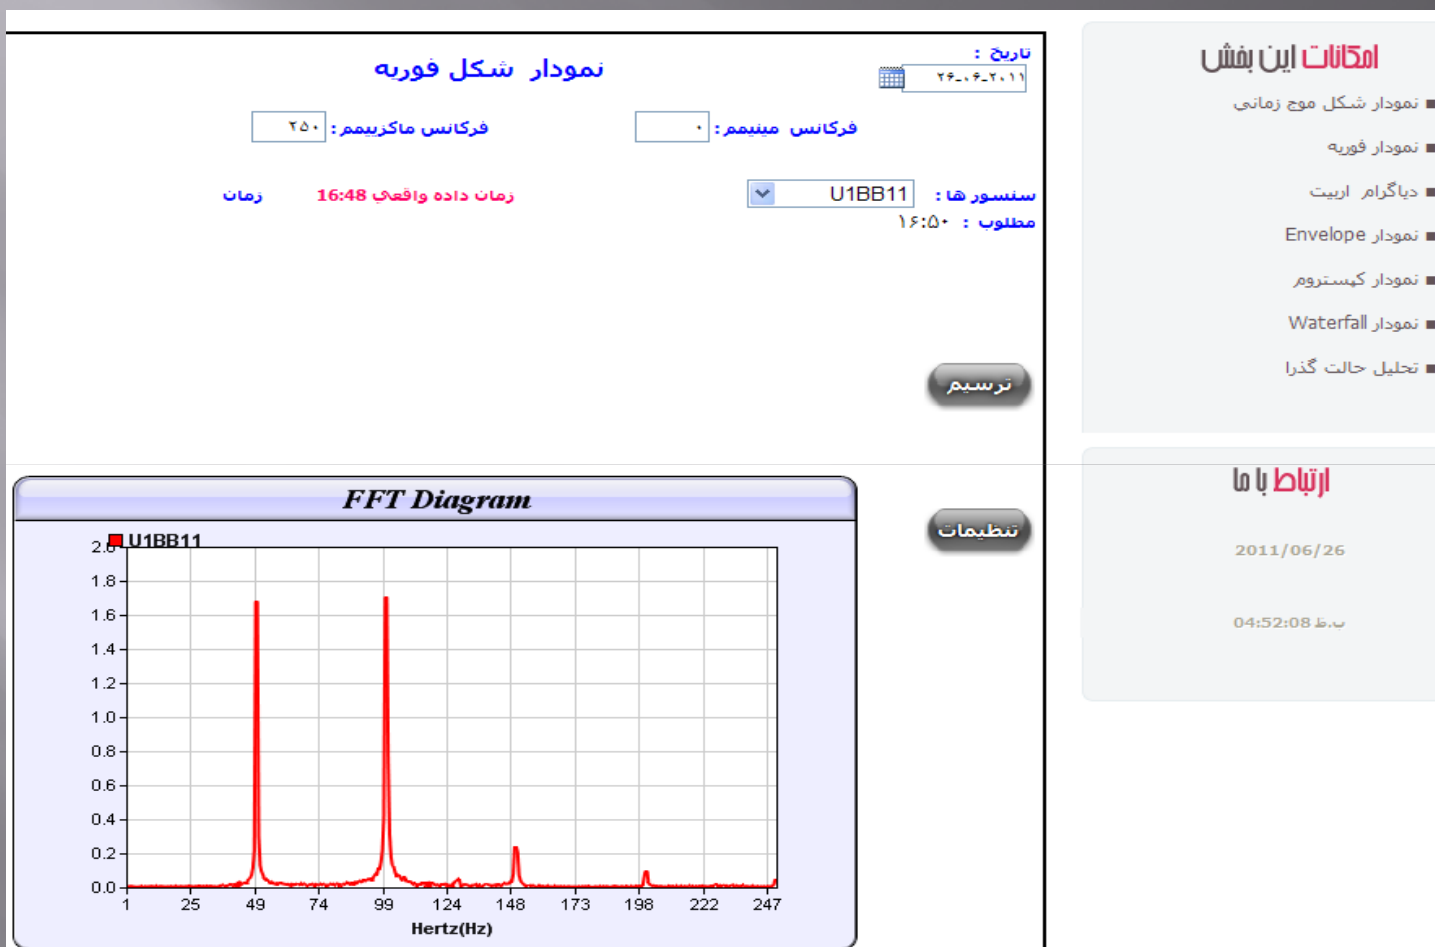 امکانات این بخش
نمودار شکل موج زمانی
نمودار فوریه
دیاگرام اربیت
نمودار Envelope
نمودار کپستروم
نمودار Waterfall
تحلیل حالت گذرا
ارتباط با ما
2011/06/26
04:52:08 ب.ظ
تاریخ :
۲۶-۰۶-۲۰۱۱
نمودار شکل فوریه
فرکانس مینیمم : ۰
فرکانس ماکزییمم : ۲۵۰
سنسور ها : U1BB11
زمان داده واقعي 16:48
زمان
مطلوب : ۱۶:۵۰
ترسیم
تنظیمات
FFT Diagram
U1BB11
2.0
1.8
1.6
1.4
1.2
1.0
0.8
0.6
0.4
0.2
0.0
1 25 49 74 99 124 148 173 198 222 247
Hertz(Hz)